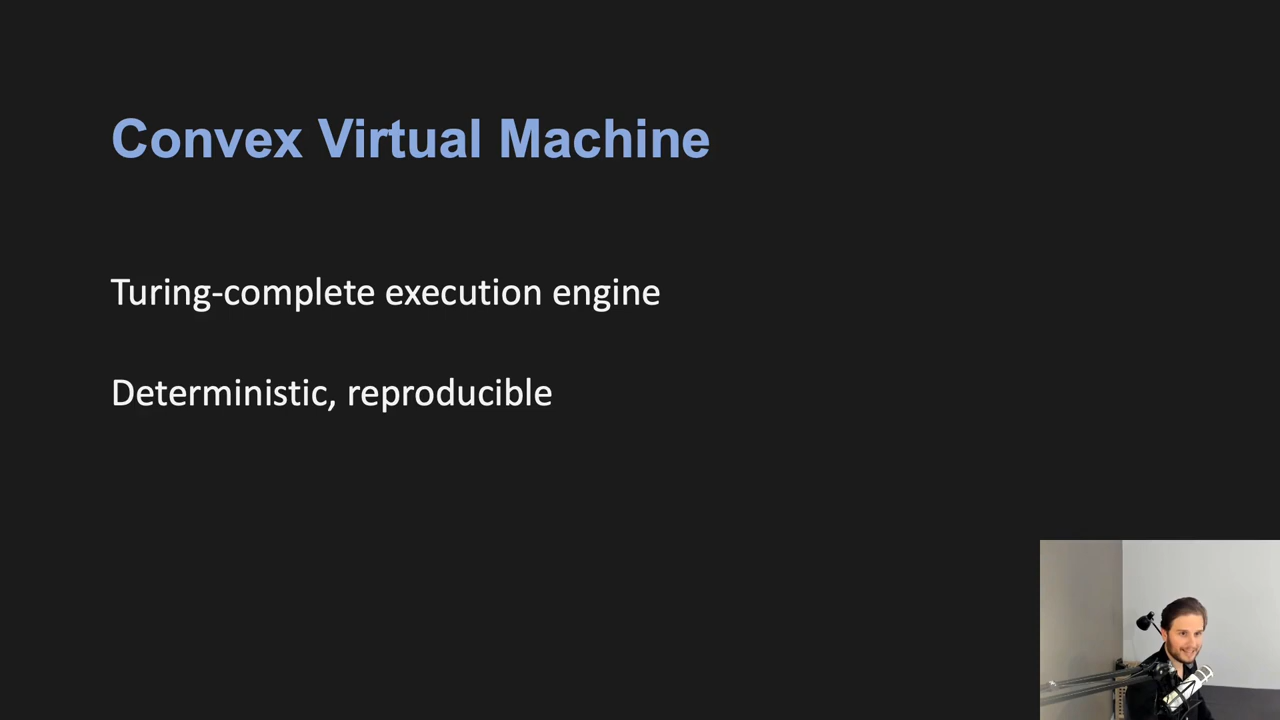 Convex Virtual Machine
Turing-complete execution engine
Deterministic, reproducible